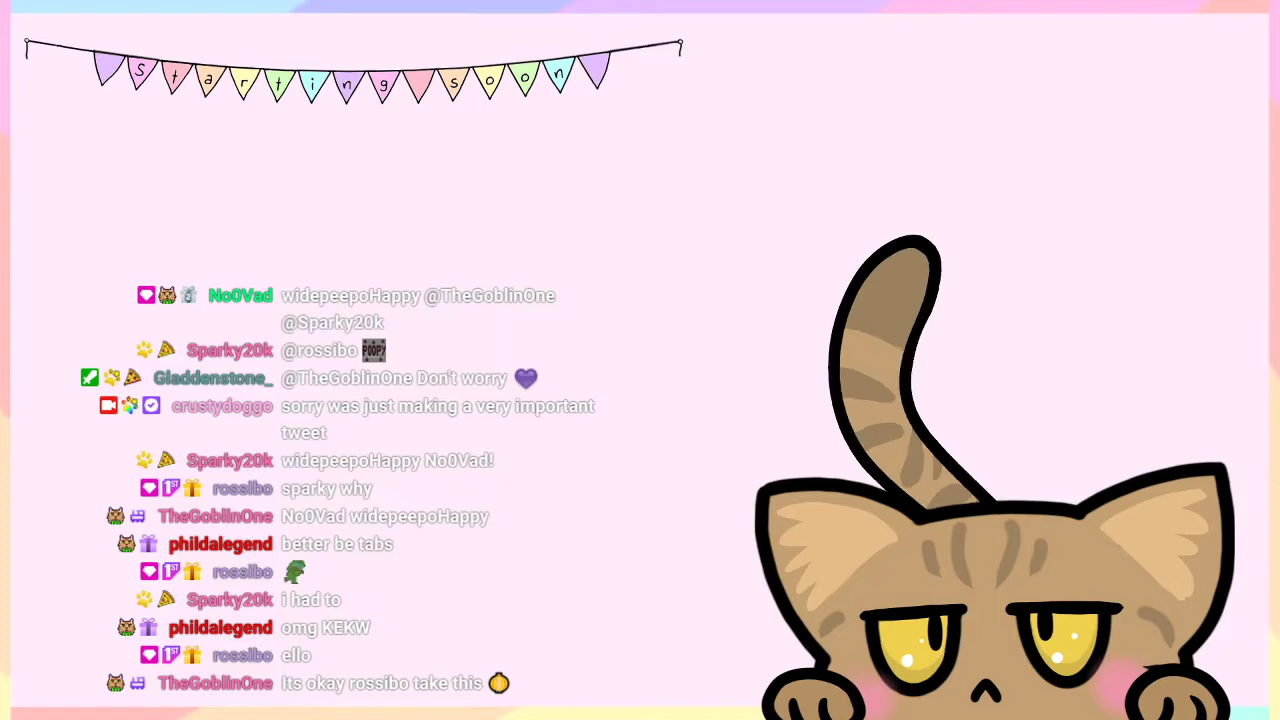 Starting soon
No0Vad widepeepoHappy @TheGoblinOne
@Sparky20k
Sparky20k @rossibo POOPY
Gladdenstone_ @TheGoblinOne Don't worry
crustydoggo sorry was just making a very important
tweet
Sparky20k widepeepoHappy No0Vad!
rossibo sparky why
TheGoblinOne No0Vad widepeepoHappy
phildalegend better be tabs
rossibo
Sparky20k i had to
phildalegend omg KEKW
rossibo ello
TheGoblinOne Its okay rossibo take this